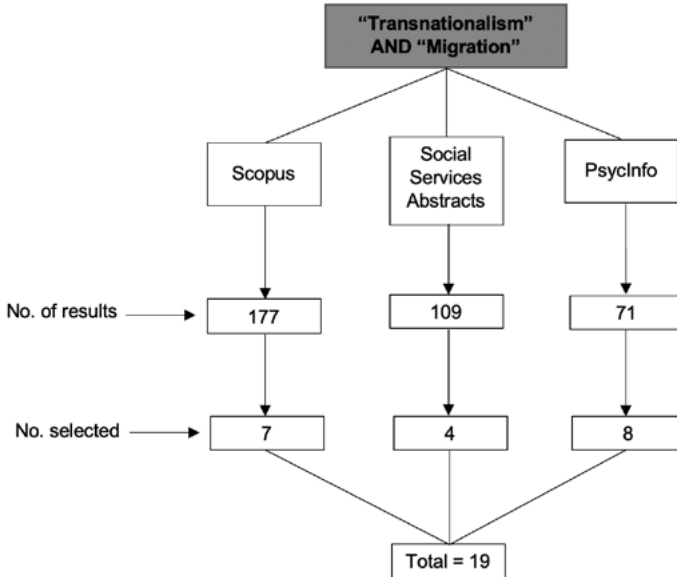 “Transnationalism”
AND “Migration”
Scopus
Social
Services
Abstracts
PsycInfo
No. of results
177
109
71
No. selected
7
4
8
Total = 19